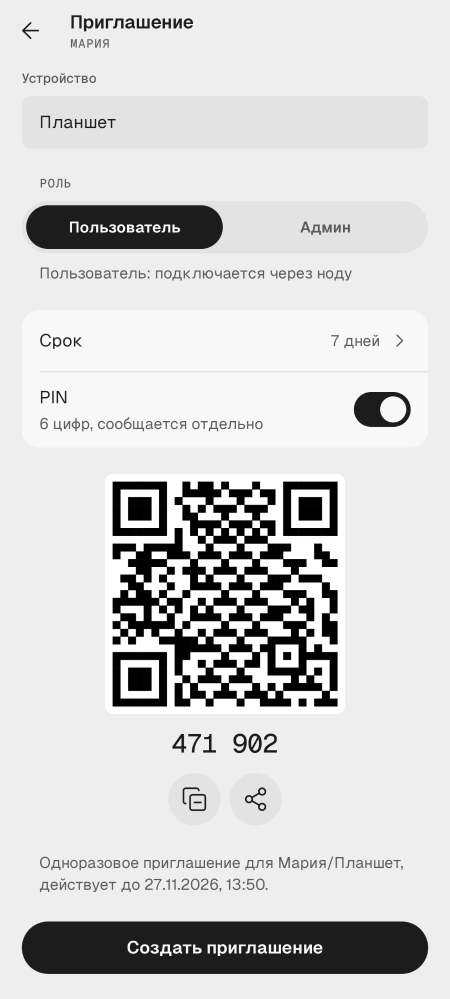 Приглашение
МАРИЯ
Устройство
Планшет
РОЛЬ
Пользователь
Админ
Пользователь: подключается через ноду
Срок
7 дней
PIN
6 цифр, сообщается отдельно
471 902
Одноразовое приглашение для Мария/Планшет,
действует до 27.11.2026, 13:50.
Создать приглашение